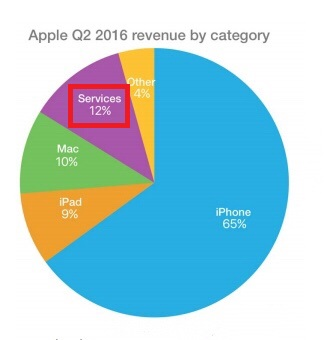 Apple Q2 2016 revenue by category
Other
4%
Services
12%
Mac
10%
iPad
9%
iPhone
65%